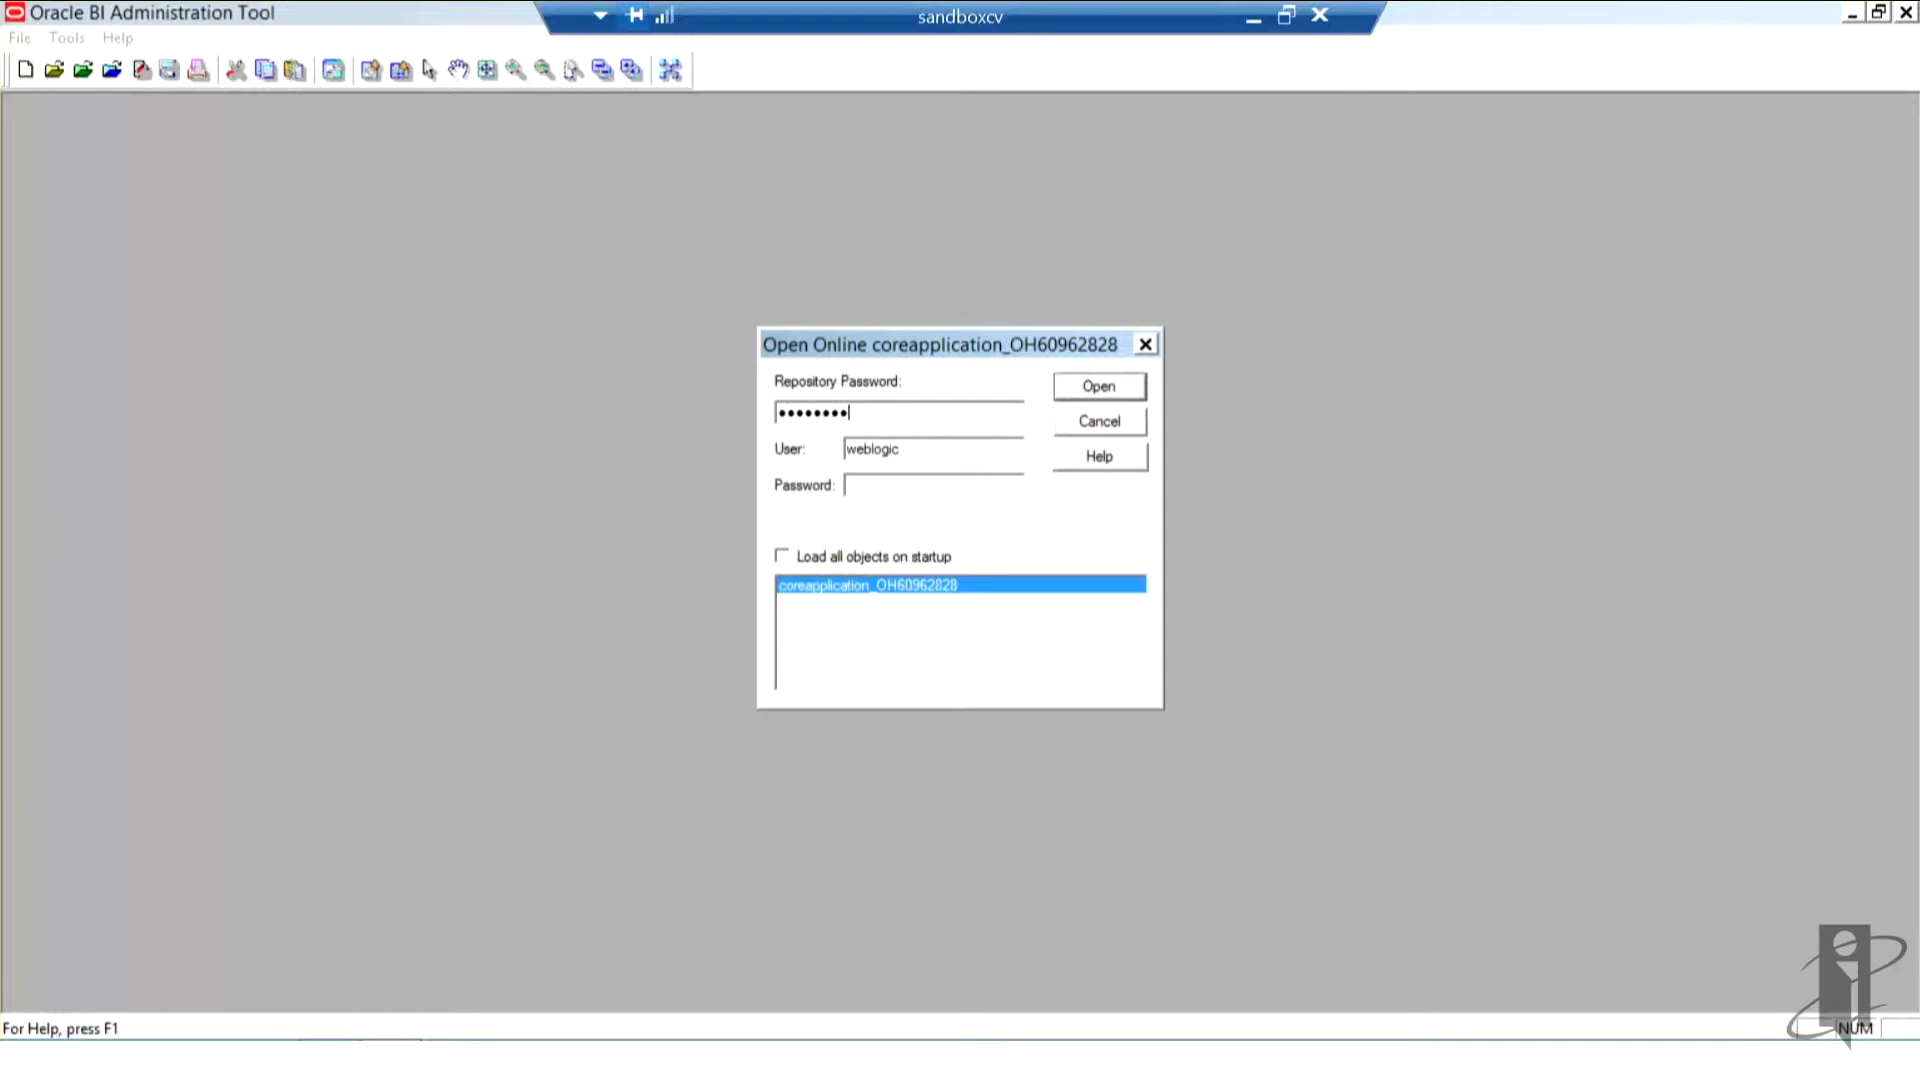 Oracle BI Administration Tool
sandboxcv
File Tools Help
Open Online coreapplication_OH60962828
Repository Password:
Open
••••••••
Cancel
User: weblogic
Help
Password:
Load all objects on startup
coreapplication_OH60962828
For Help, press F1
NUM